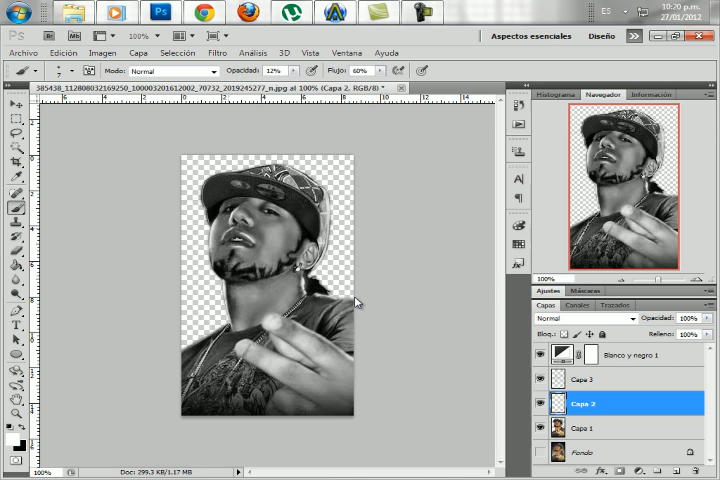 ES
10:20 p.m.
27/01/2012
Ps
Br
Mb
100%
Aspectos esenciales
Diseño
Archivo Edición Imagen Capa Selección Filtro Análisis 3D Vista Ventana Ayuda
7
Modo: Normal
Opacidad: 12%
Flujo: 60%
385438_112808032169250_100003201612002_70732_2019245277_n.jpg al 100% (Capa 2, RGB/8) *
Histograma Navegador Información
100%
Ajustes Máscaras
Capas Canales Trazados
Normal
Opacidad: 100%
Bloq.:
Relleno: 100%
Blanco y negro 1
Capa 3
Capa 2
Capa 1
Fondo
100%
Doc: 299.3 KB/1.17 MB